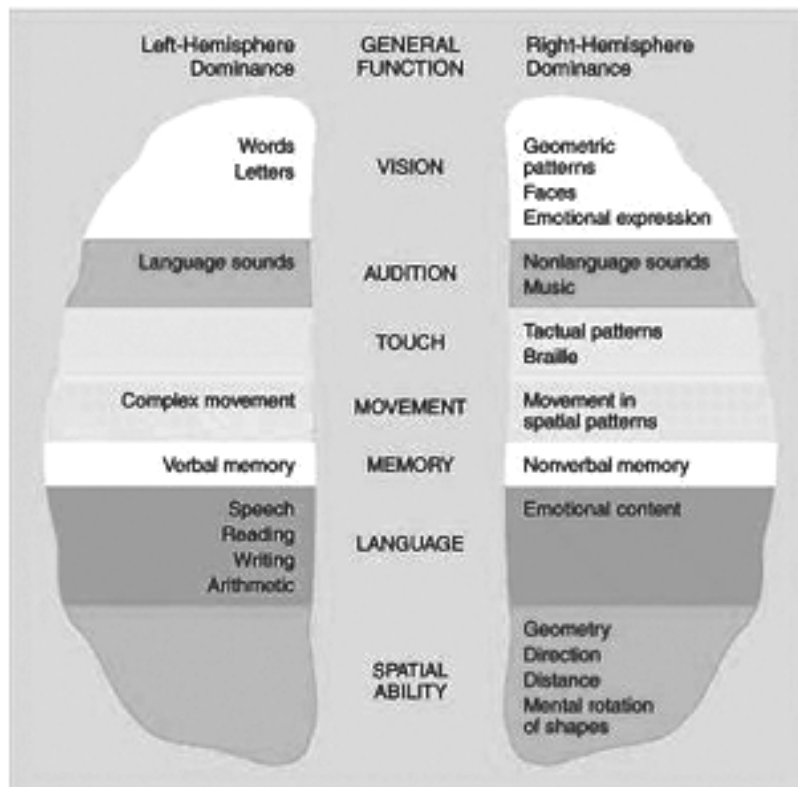 Left-Hemisphere
Dominance
GENERAL
FUNCTION
Right-Hemisphere
Dominance
Words
Letters
VISION
Geometric
patterns
Faces
Emotional expression
Language sounds
AUDITION
Nonlanguage sounds
Music
TOUCH
Tactual patterns
Braille
Complex movement
MOVEMENT
Movement in
spatial patterns
Verbal memory
MEMORY
Nonverbal memory
Speech
Reading
Writing
Arithmetic
LANGUAGE
Emotional content
SPATIAL
ABILITY
Geometry
Direction
Distance
Mental rotation
of shapes